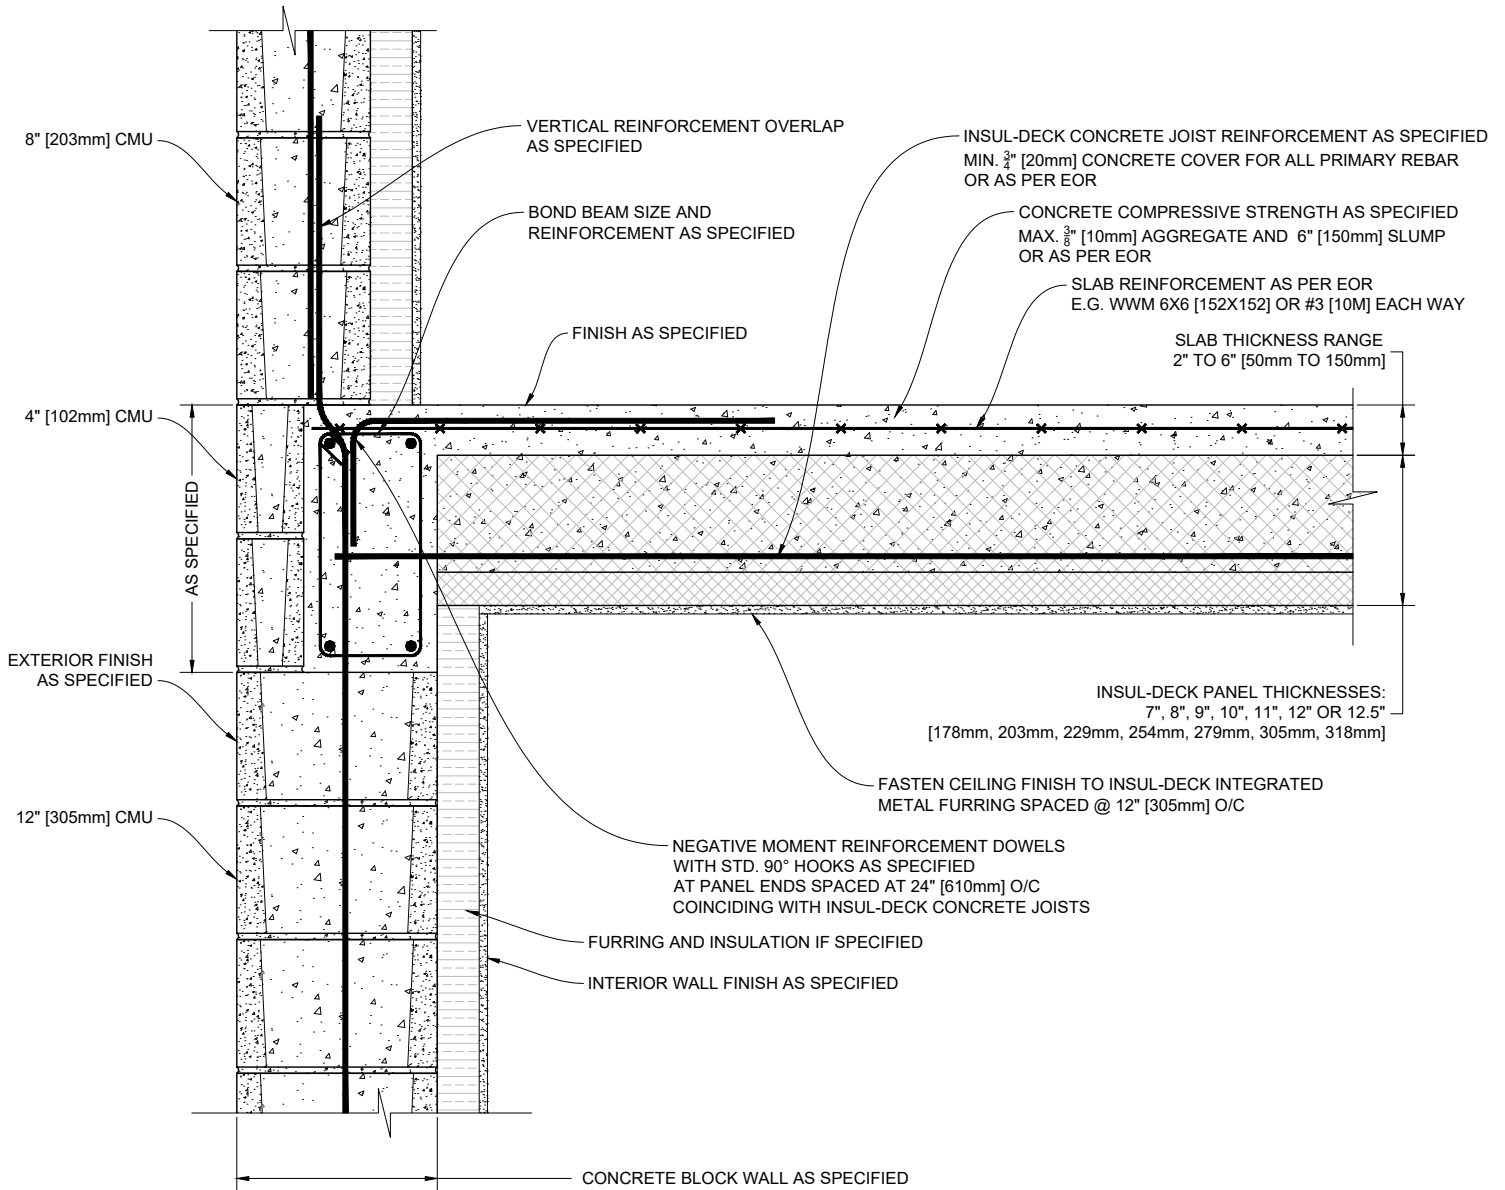 8" [203mm] CMU
VERTICAL REINFORCEMENT OVERLAP
AS SPECIFIED
BOND BEAM SIZE AND
REINFORCEMENT AS SPECIFIED
FINISH AS SPECIFIED
INSUL-DECK CONCRETE JOIST REINFORCEMENT AS SPECIFIED
MIN. 3/4" [20mm] CONCRETE COVER FOR ALL PRIMARY REBAR
OR AS PER EOR
CONCRETE COMPRESSIVE STRENGTH AS SPECIFIED
MAX. 3/8" [10mm] AGGREGATE AND 6" [150mm] SLUMP
OR AS PER EOR
SLAB REINFORCEMENT AS PER EOR
E.G. WWM 6X6 [152X152] OR #3 [10M] EACH WAY
SLAB THICKNESS RANGE
2" TO 6" [50mm TO 150mm]
4" [102mm] CMU
AS SPECIFIED
EXTERIOR FINISH
AS SPECIFIED
12" [305mm] CMU
INSUL-DECK PANEL THICKNESSES:
7", 8", 9", 10", 11", 12" OR 12.5"
[178mm, 203mm, 229mm, 254mm, 279mm, 305mm, 318mm]
FASTEN CEILING FINISH TO INSUL-DECK INTEGRATED
METAL FURRING SPACED @ 12" [305mm] O/C
NEGATIVE MOMENT REINFORCEMENT DOWELS
WITH STD. 90° HOOKS AS SPECIFIED
AT PANEL ENDS SPACED AT 24" [610mm] O/C
COINCIDING WITH INSUL-DECK CONCRETE JOISTS
FURRING AND INSULATION IF SPECIFIED
INTERIOR WALL FINISH AS SPECIFIED
CONCRETE BLOCK WALL AS SPECIFIED